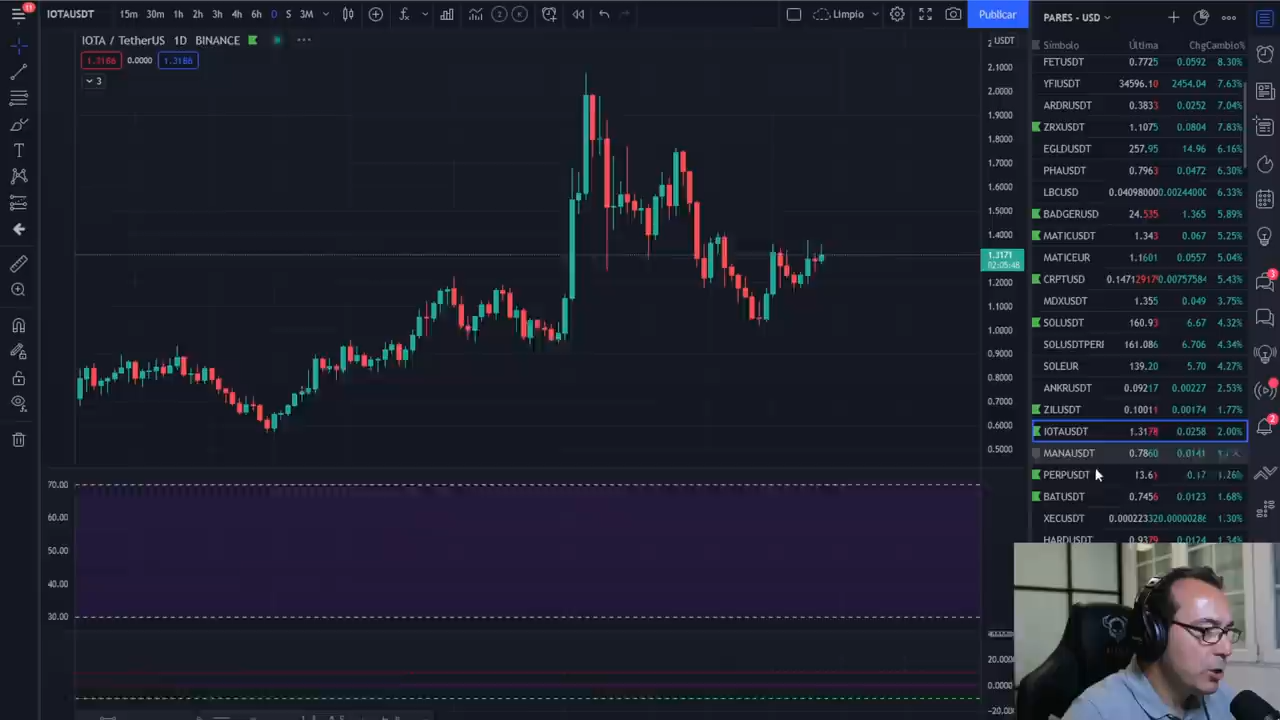 11
IOTAUSDT 15m 30m 1h 2h 3h 4h 6h D S 3M 2 Limpio Publicar PARES - USD
IOTA / TetherUS 1D BINANCE
USDT
1.3186 0.0000 1.3186
3
2.1000
2.0000
1.9000
1.8000
1.7000
1.6000
1.5000
1.4000
1.3171
02:05:48
1.2000
1.1000
1.0000
0.9000
0.8000
0.7000
0.6000
0.5000
70.00
60.00
50.00
40.00
30.00
20.000
0.0000
Símbolo Última Chg Cambio%
FETUSDT 0.7725 0.0592 8.30%
YFIUSDT 34596.10 2454.04 7.63%
ARDRUSDT 0.3833 0.0252 7.04%
ZRXUSDT 1.1075 0.0804 7.83%
EGLDUSDT 257.95 14.96 6.16%
PHAUSDT 0.7963 0.0472 6.30%
LBCUSD 0.04098000 0.00244000 6.33%
BADGERUSD 24.535 1.365 5.89%
MATICUSDT 1.343 0.067 5.25%
MATICEUR 1.1601 0.0557 5.04%
CRPTUSD 0.14712917 0.00757584 5.43%
MDXUSDT 1.355 0.049 3.75%
SOLUSDT 160.93 6.67 4.32%
SOLUSDTPERI 161.086 6.706 4.34%
SOLEUR 139.20 5.70 4.27%
ANKRUSDT 0.09217 0.00227 2.53%
ZILUSDT 0.10011 0.00174 1.77%
IOTAUSDT 1.3178 0.0258 2.00%
MANAUSDT 0.7860 0.0141
PERPUSDT 13.61 0.17 1.26%
BATUSDT 0.7456 0.0123 1.68%
XECUSDT 0.00022332 0.0000286 1.30%
HARDUSDT 0.9379 0.0124 1.34%
3
2